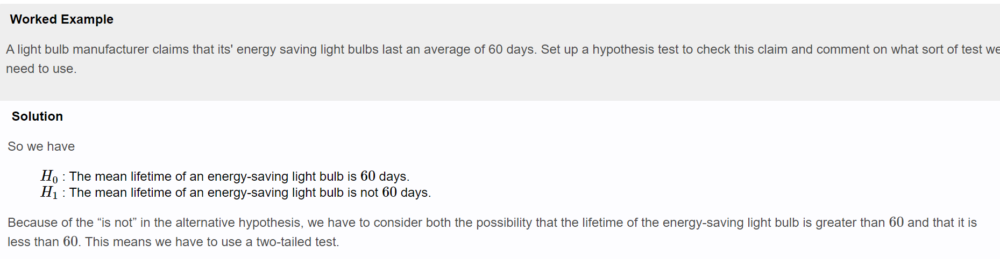 Worked Example
A light bulb manufacturer claims that its' energy saving light bulbs last an average of 60 days. Set up a hypothesis test to check this claim and comment on what sort of test we
need to use.
Solution
So we have
H₀ : The mean lifetime of an energy-saving light bulb is 60 days.
H₁ : The mean lifetime of an energy-saving light bulb is not 60 days.
Because of the “is not” in the alternative hypothesis, we have to consider both the possibility that the lifetime of the energy-saving light bulb is greater than 60 and that it is
less than 60. This means we have to use a two-tailed test.